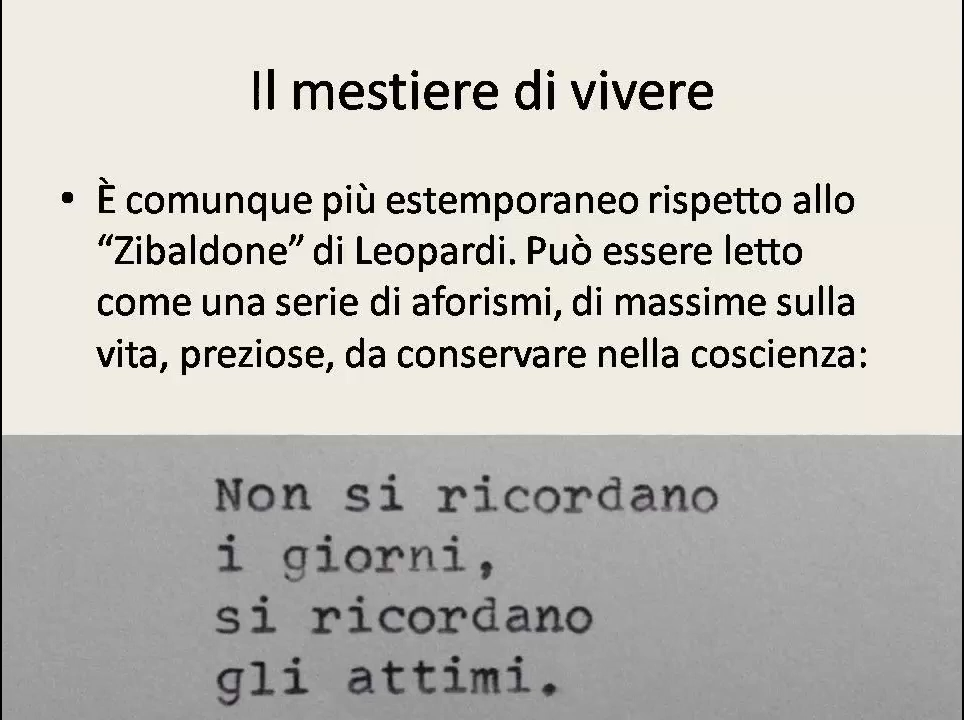 Il mestiere di vivere
• È comunque più estemporaneo rispetto allo
“Zibaldone” di Leopardi. Può essere letto
come una serie di aforismi, di massime sulla
vita, preziose, da conservare nella coscienza:
Non si ricordano
i giorni,
si ricordano
gli attimi.